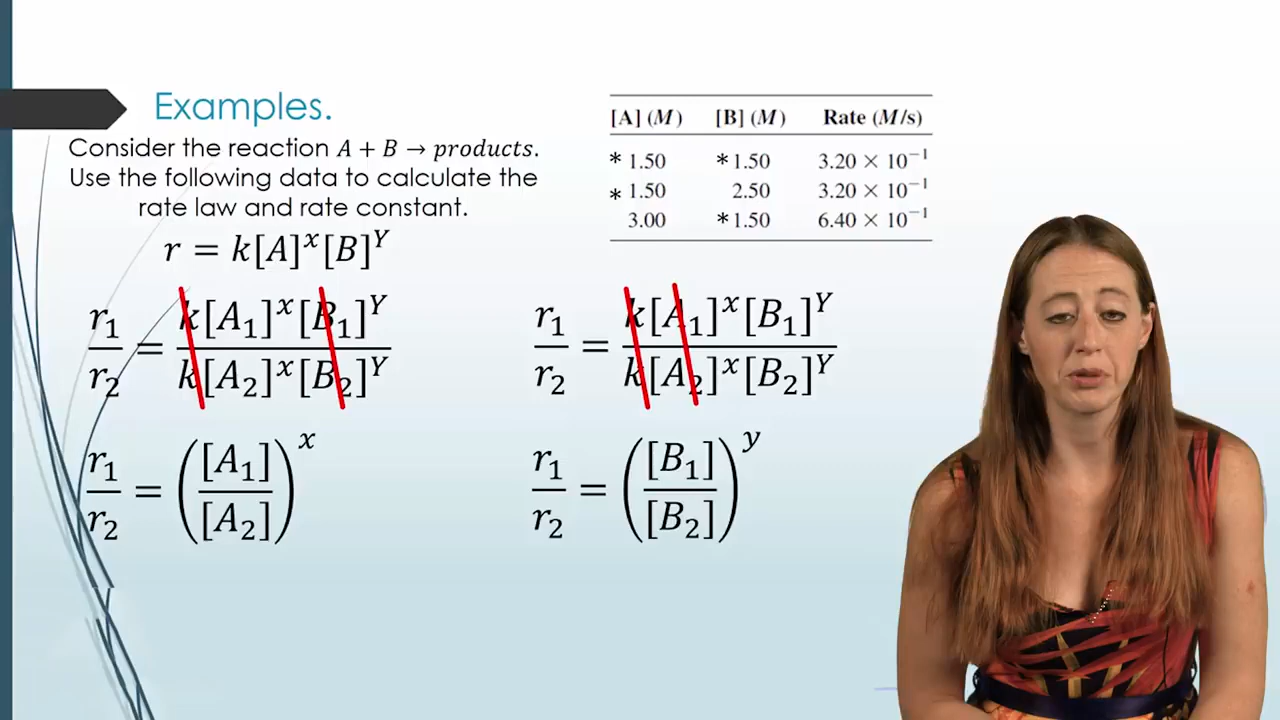 Examples.
Consider the reaction A + B → products.
Use the following data to calculate the
rate law and rate constant.
r = k[A]^x[B]^Y
[A] (M) [B] (M) Rate (M/s)
* 1.50 * 1.50 3.20 × 10^−1
* 1.50 2.50 3.20 × 10^−1
3.00 * 1.50 6.40 × 10^−1
r₁/r₂ = k[A₁]^x[B₁]^Y / k[A₂]^x[B₂]^Y
r₁/r₂ = k[A₁]^x[B₁]^Y / k[A₂]^x[B₂]^Y
r₁/r₂ = ([A₁]/[A₂])^x
r₁/r₂ = ([B₁]/[B₂])^y